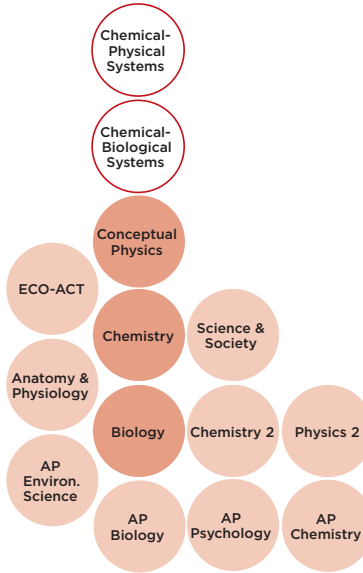 Chemical-
Physical
Systems
Chemical-
Biological
Systems
Conceptual
Physics
ECO-ACT
Chemistry
Science &
Society
Anatomy &
Physiology
Biology
Chemistry 2
Physics 2
AP
Environ.
Science
AP
Biology
AP
Psychology
AP
Chemistry